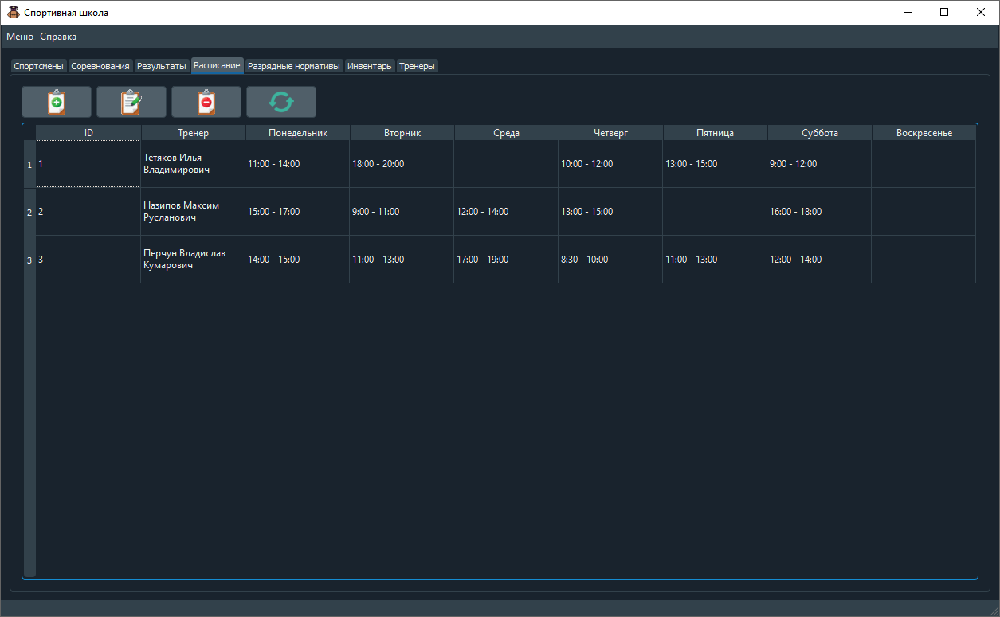 Спортивная школа
Меню Справка
Спортсмены Соревнования Результаты Расписание Разрядные нормативы Инвентарь Тренеры
ID Тренер Понедельник Вторник Среда Четверг Пятница Суббота Воскресенье
1 1 Тетяков Илья Владимирович 11:00 - 14:00 18:00 - 20:00 10:00 - 12:00 13:00 - 15:00 9:00 - 12:00
2 2 Назипов Максим Русланович 15:00 - 17:00 9:00 - 11:00 12:00 - 14:00 13:00 - 15:00 16:00 - 18:00
3 3 Перчун Владислав Кумарович 14:00 - 15:00 11:00 - 13:00 17:00 - 19:00 8:30 - 10:00 11:00 - 13:00 12:00 - 14:00